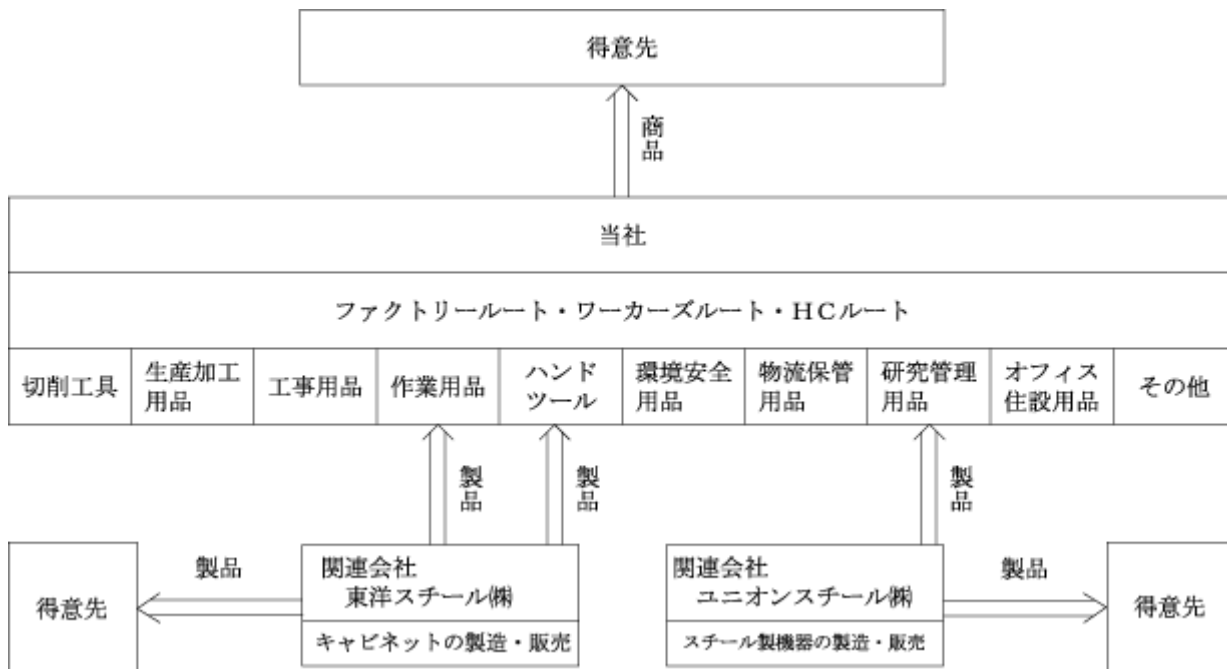 得意先
商品
当社
ファクトリールート・ワーカーズルート・HCルート
切削工具
生産加工
用品
工事用品
作業用品
ハンド
ツール
環境安全
用品
物流保管
用品
研究管理
用品
オフィス
住設用品
その他
製品
製品
製品
得意先
製品
関連会社
東洋スチール㈱
キャビネットの製造・販売
関連会社
ユニオンスチール㈱
スチール製機器の製造・販売
製品
得意先